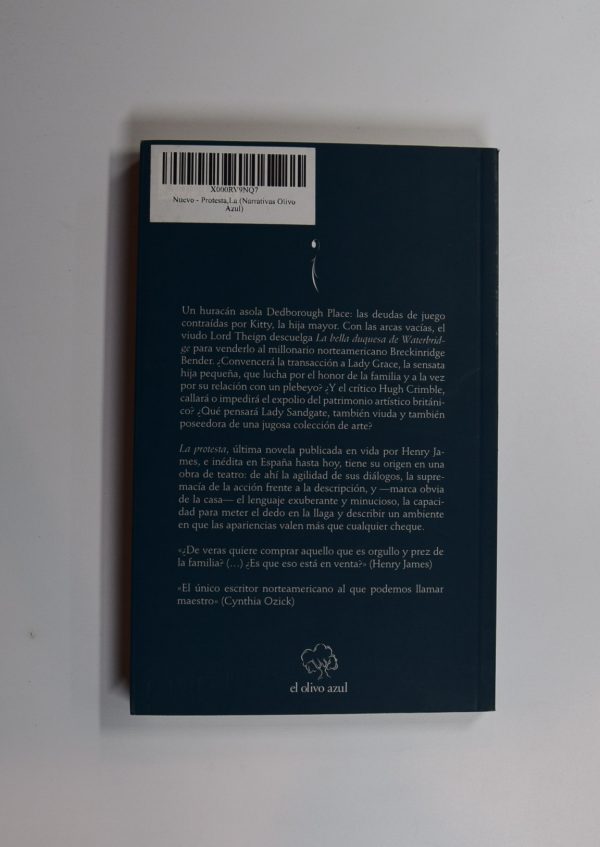 X000RV9NQ7
Nuevo - Protesta,La (Narrativas Olivo
Azul)
Un huracán asola Dedborough Place: las deudas de juego
contraídas por Kitty, la hija mayor. Con las arcas vacías, el
viudo Lord Theign descuelga La bella duquesa de Waterbrid-
ge para venderlo al millonario norteamericano Breckinridge
Bender. ¿Convencerá la transacción a Lady Grace, la sensata
hija pequeña, que lucha por el honor de la familia y a la vez
por su relación con un plebeyo? ¿Y el crítico Hugh Crimble,
callará o impedirá el expolio del patrimonio artístico británi-
co? ¿Qué pensará Lady Sandgate, también viuda y también
poseedora de una jugosa colección de arte?
La protesta, última novela publicada en vida por Henry Ja-
mes, e inédita en España hasta hoy, tiene su origen en una
obra de teatro: de ahí la agilidad de sus diálogos, la supre-
macía de la acción frente a la descripción, y —marca obvia
de la casa— el lenguaje exuberante y minucioso, la capaci-
dad para meter el dedo en la llaga y describir un ambiente
en que las apariencias valen más que cualquier cheque.
«¿De veras quiere comprar aquello que es orgullo y prez de
la familia? (…) ¿Es que eso está en venta?» (Henry James)
»El único escritor norteamericano al que podemos llamar
maestro» (Cynthia Ozick)
el olivo azul